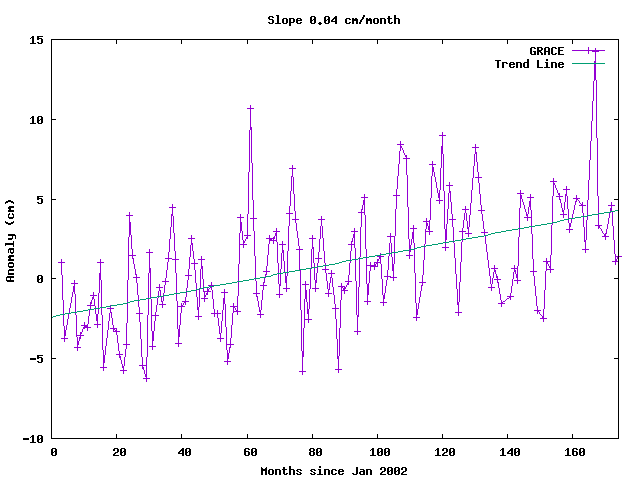 Slope 0.04 cm/month
15
10
5
0
-5
-10
Anomaly (cm)
GRACE
Trend Line
0 20 40 60 80 100 120 140 160
Months since Jan 2002